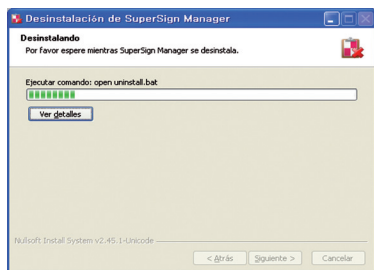 Desinstalación de SuperSign Manager
Desinstalando
Por favor espere mientras SuperSign Manager se desinstala.
Ejecutar comando: open uninstall.bat
Ver detalles
Nullsoft Install System v2.45.1-Unicode
< Atrás Siguiente > Cancelar